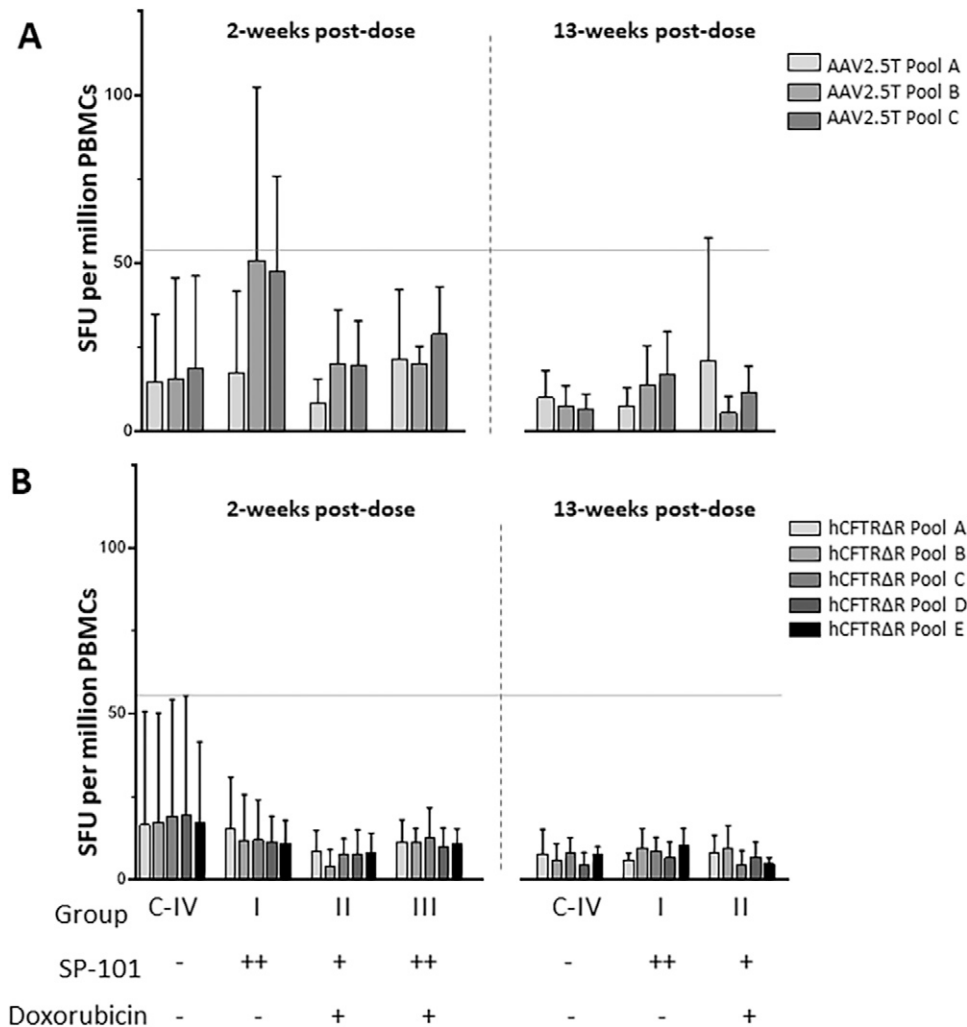 A
2-weeks post-dose
13-weeks post-dose
AAV2.5T Pool A
AAV2.5T Pool B
AAV2.5T Pool C
SFU per million PBMCs
100
50
0
B
2-weeks post-dose
13-weeks post-dose
hCFTRΔR Pool A
hCFTRΔR Pool B
hCFTRΔR Pool C
hCFTRΔR Pool D
hCFTRΔR Pool E
SFU per million PBMCs
100
50
0
Group C-IV I II III C-IV I II
SP-101 - ++ + ++ - ++ +
Doxorubicin - - + + - - +